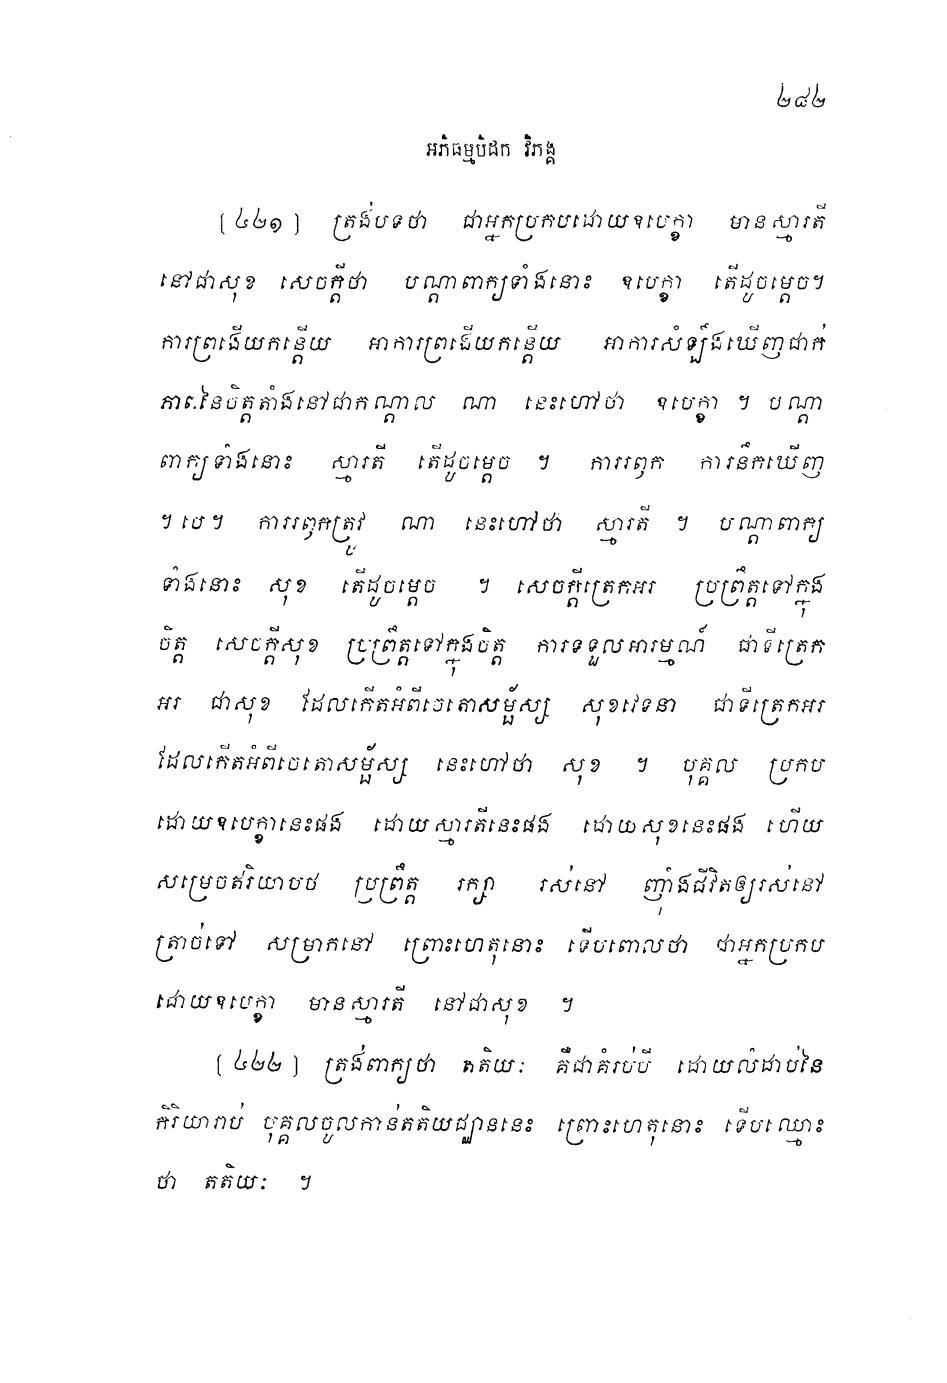 ២៨២
អភិធម្មបិដក វិភង្គ
[៤២១] ត្រង់បទថា ជាអ្នកប្រកបដោយឧបេក្ខា មានស្មារតី
នៅជាសុខ សេចក្តីថា បណ្តាពាក្យទាំងនោះ ឧបេក្ខា តើដូចម្តេច។
ការព្រងើយកន្តើយ អាការព្រងើយកន្តើយ អាការសំឡឹងឃើញជាក់
ភាពនៃចិត្តតាំងនៅជាកណ្តាល ណា នេះហៅថា ឧបេក្ខា ។ បណ្តា
ពាក្យទាំងនោះ ស្មារតី តើដូចម្តេច ។ ការរឭក ការនឹកឃើញ
។ បេ ។ ការរឭកត្រូវ ណា នេះហៅថា ស្មារតី ។ បណ្តាពាក្យ
ទាំងនោះ សុខ តើដូចម្តេច ។ សេចក្តីត្រេកអរ ប្រព្រឹត្តទៅក្នុង
ចិត្ត សេចក្តីសុខ ប្រព្រឹត្តទៅក្នុងចិត្ត ការទទួលអារម្មណ៍ ជាទីត្រេក
អរ ជាសុខ ដែលកើតអំពីចេតោសម្ផ័ស្ស សុខវេទនា ជាទីត្រេកអរ
ដែលកើតអំពីចេតោសម្ផ័ស្ស នេះហៅថា សុខ ។ បុគ្គល ប្រកប
ដោយឧបេក្ខានេះផង ដោយស្មារតីនេះផង ដោយសុខនេះផង ហើយ
សម្រេចឥរិយាបថ ប្រព្រឹត្ត រក្សា រស់នៅ ញ៉ាំងជីវិតឲ្យរស់នៅ
ត្រាច់ទៅ សម្រាកនៅ ព្រោះហេតុនោះ ទើបពោលថា ជាអ្នកប្រកប
ដោយឧបេក្ខា មានស្មារតី នៅជាសុខ ។
[៤២២] ត្រង់ពាក្យថា តតិយៈ គឺជាគំរប់បី ដោយលំដាប់នៃ
កិរិយារាប់ បុគ្គលចូលកាន់តតិយជ្ឈាននេះ ព្រោះហេតុនោះ ទើបឈ្មោះ
ថា តតិយៈ ។